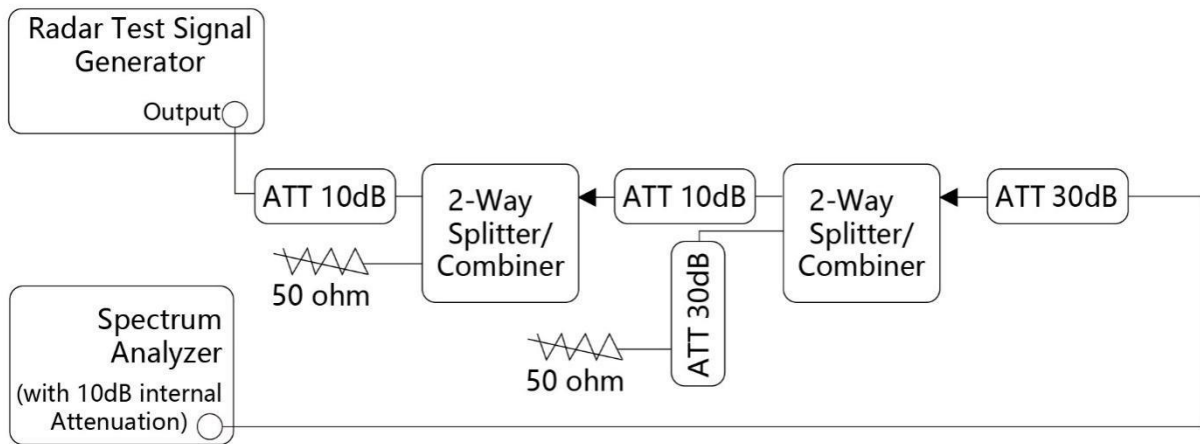 Radar Test Signal
Generator
Output
ATT 10dB
2-Way
Splitter/
Combiner
ATT 10dB
2-Way
Splitter/
Combiner
ATT 30dB
50 ohm
ATT 30dB
50 ohm
Spectrum
Analyzer
(with 10dB internal
Attenuation)